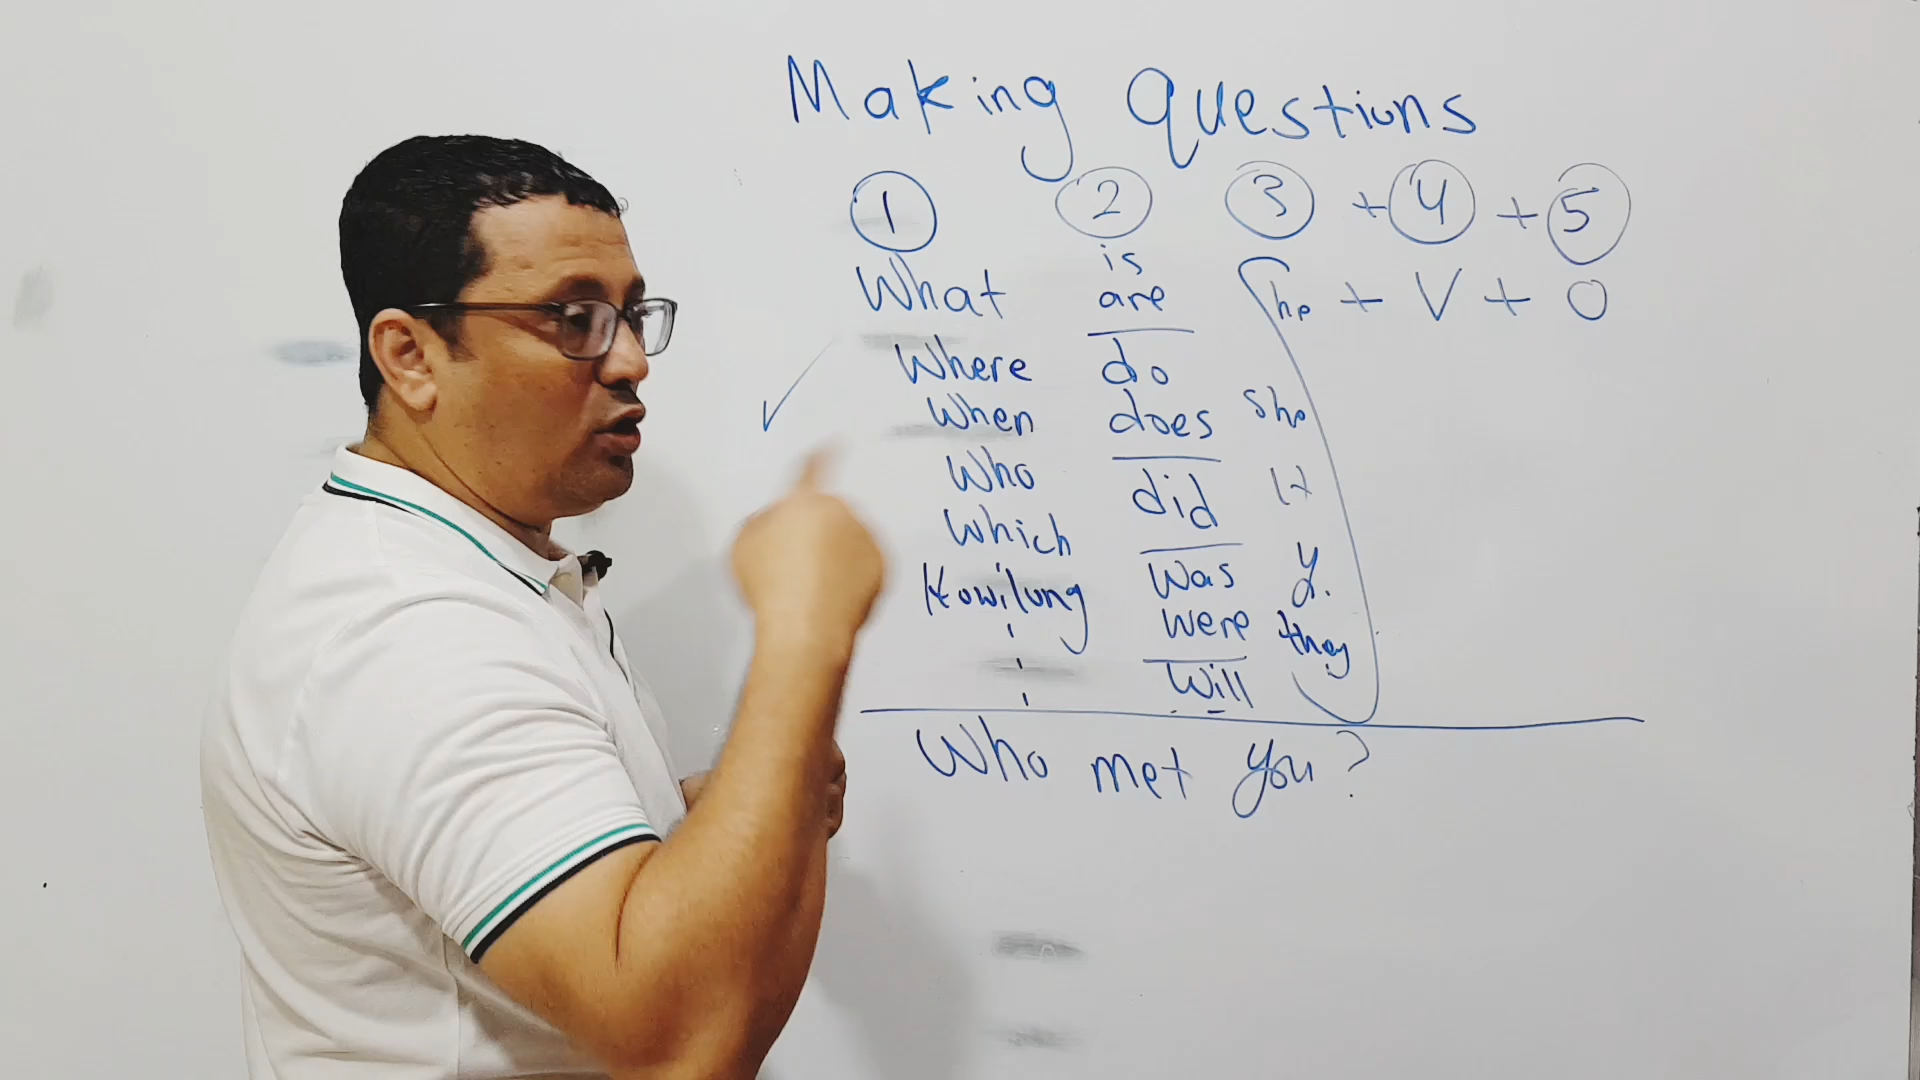 Making questions
1 2 3 + 4 + 5
is
What are he + V + O
Where do
When does she
Who did it
Which
How long was y.
were they
will
Who met you?